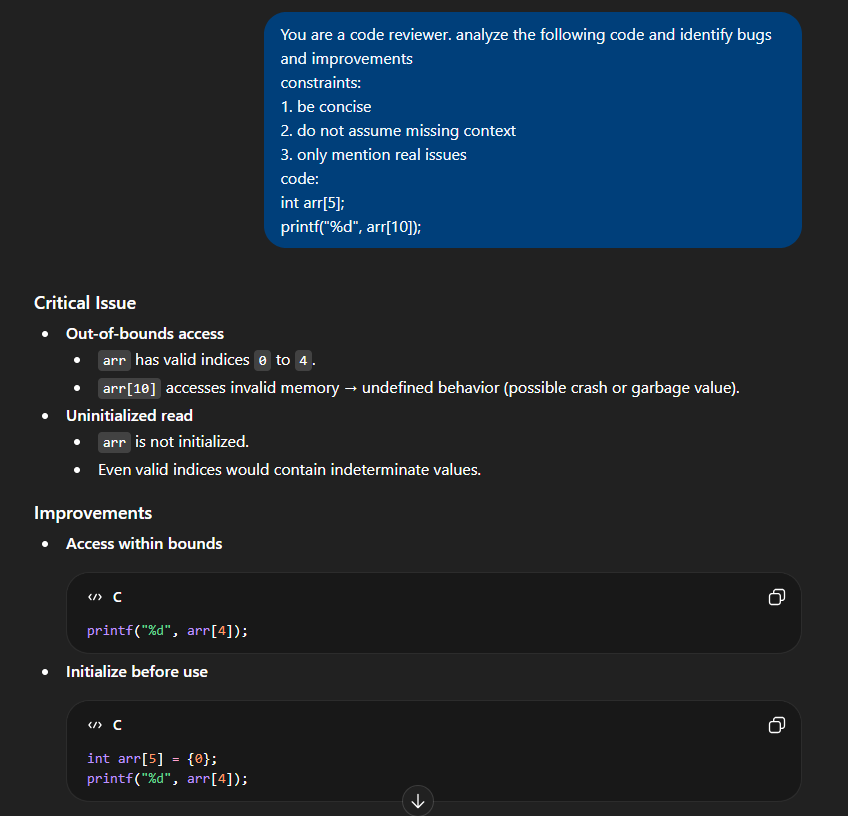 You are a code reviewer. analyze the following code and identify bugs
and improvements
constraints:
1. be concise
2. do not assume missing context
3. only mention real issues
code:
int arr[5];
printf("%d", arr[10]);
Critical Issue
• Out-of-bounds access
• arr has valid indices 0 to 4.
• arr[10] accesses invalid memory → undefined behavior (possible crash or garbage value).
• Uninitialized read
• arr is not initialized.
• Even valid indices would contain indeterminate values.
Improvements
• Access within bounds
</> C
printf("%d", arr[4]);
• Initialize before use
</> C
int arr[5] = {0};
printf("%d", arr[4]);